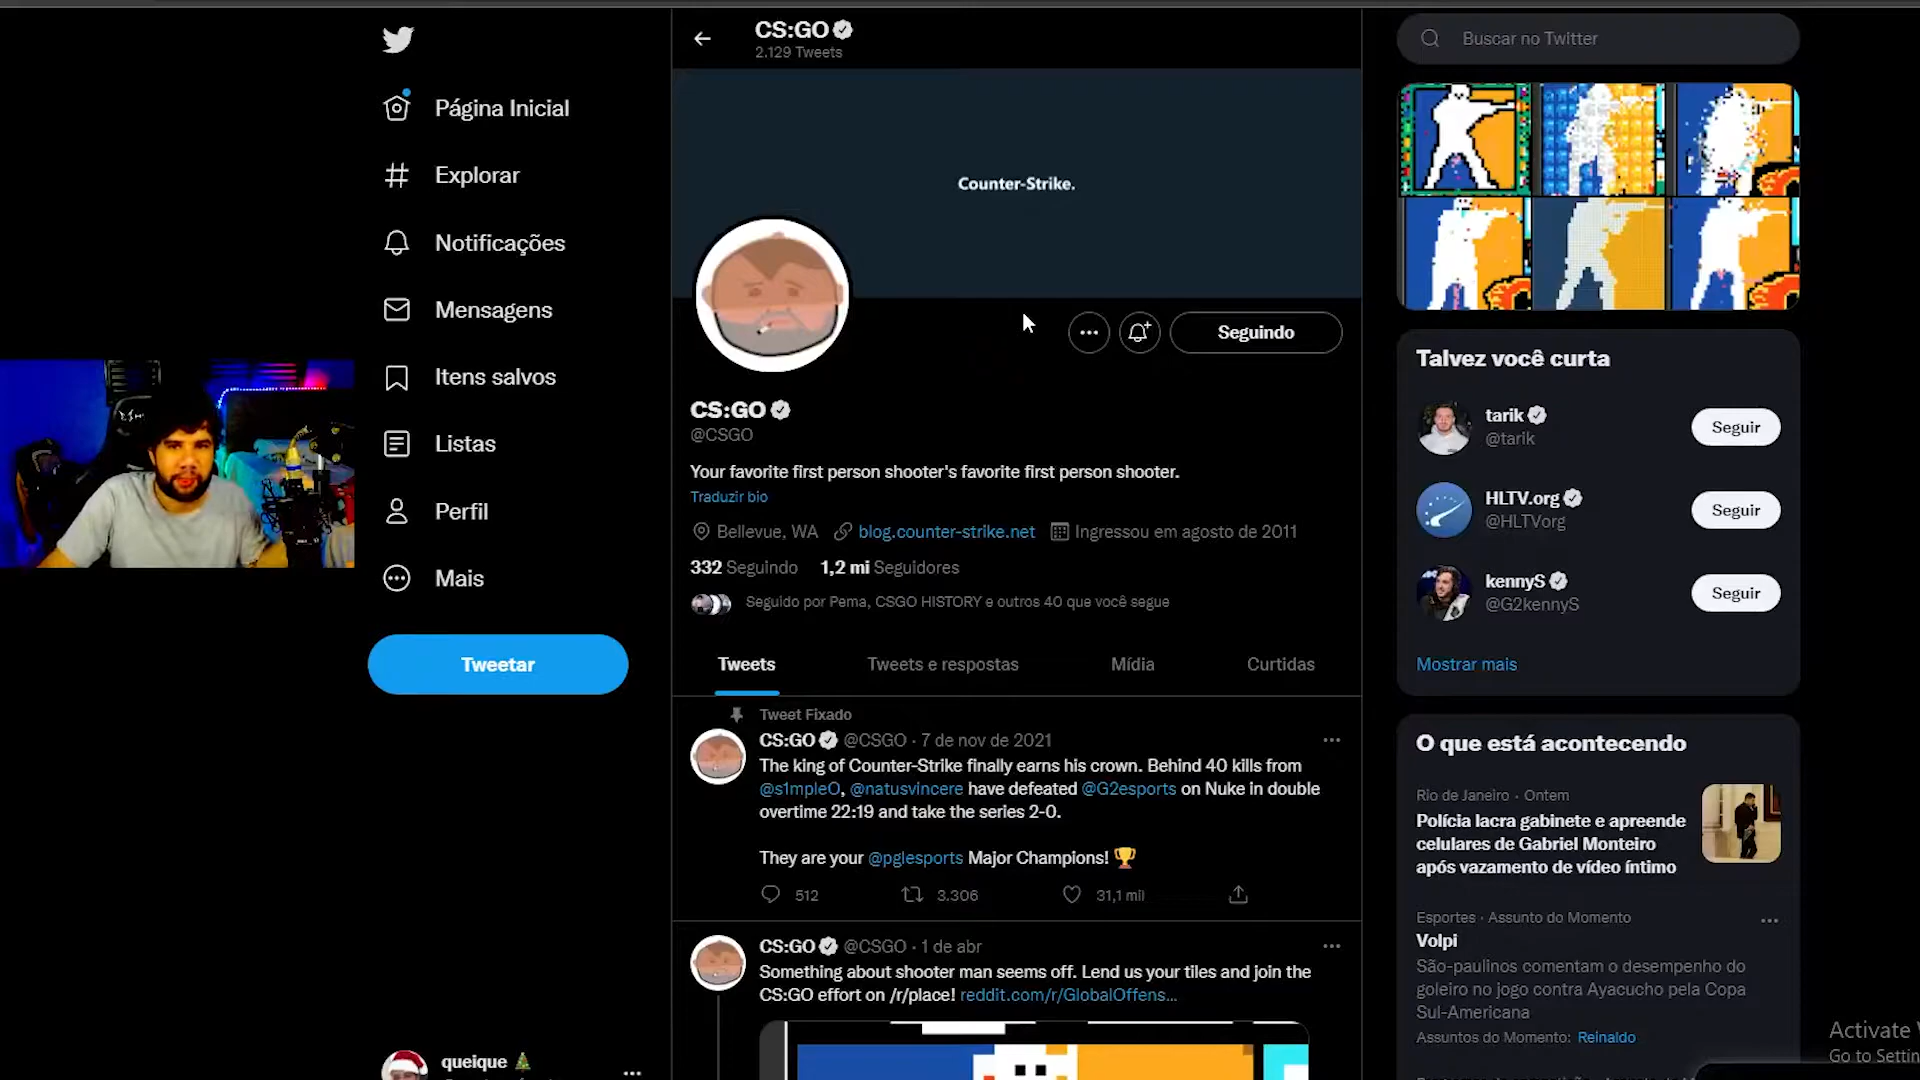 Página Inicial
Explorar
Notificações
Mensagens
Itens salvos
Listas
Perfil
Mais
Tweetar
queique
CS:GO
2.129 Tweets
Counter-Strike.
Seguindo
CS:GO
@CSGO
Your favorite first person shooter's favorite first person shooter.
Traduzir bio
Bellevue, WA blog.counter-strike.net Ingressou em agosto de 2011
332 Seguindo 1,2 mi Seguidores
Seguido por Pema, CSGO HISTORY e outros 40 que você segue
Tweets Tweets e respostas Mídia Curtidas
Tweet Fixado
CS:GO @CSGO · 7 de nov de 2021
The king of Counter-Strike finally earns his crown. Behind 40 kills from
@s1mpleO, @natusvincere have defeated @G2esports on Nuke in double
overtime 22:19 and take the series 2-0.
They are your @pglesports Major Champions! 🏆
512 3.306 31,1 mil
CS:GO @CSGO · 1 de abr
Something about shooter man seems off. Lend us your tiles and join the
CS:GO effort on /r/place! reddit.com/r/GlobalOffens...
Buscar no Twitter
Talvez você curta
tarik
@tarik
Seguir
HLTV.org
@HLTVorg
Seguir
kennyS
@G2kennyS
Seguir
Mostrar mais
O que está acontecendo
Rio de Janeiro · Ontem
Polícia lacra gabinete e apreende
celulares de Gabriel Monteiro
após vazamento de vídeo íntimo
Esportes · Assunto do Momento
Volpi
São-paulinos comentam o desempenho do
goleiro no jogo contra Ayacucho pela Copa
Sul-Americana
Assuntos do Momento: Reinaldo
Activate
Go to Settin